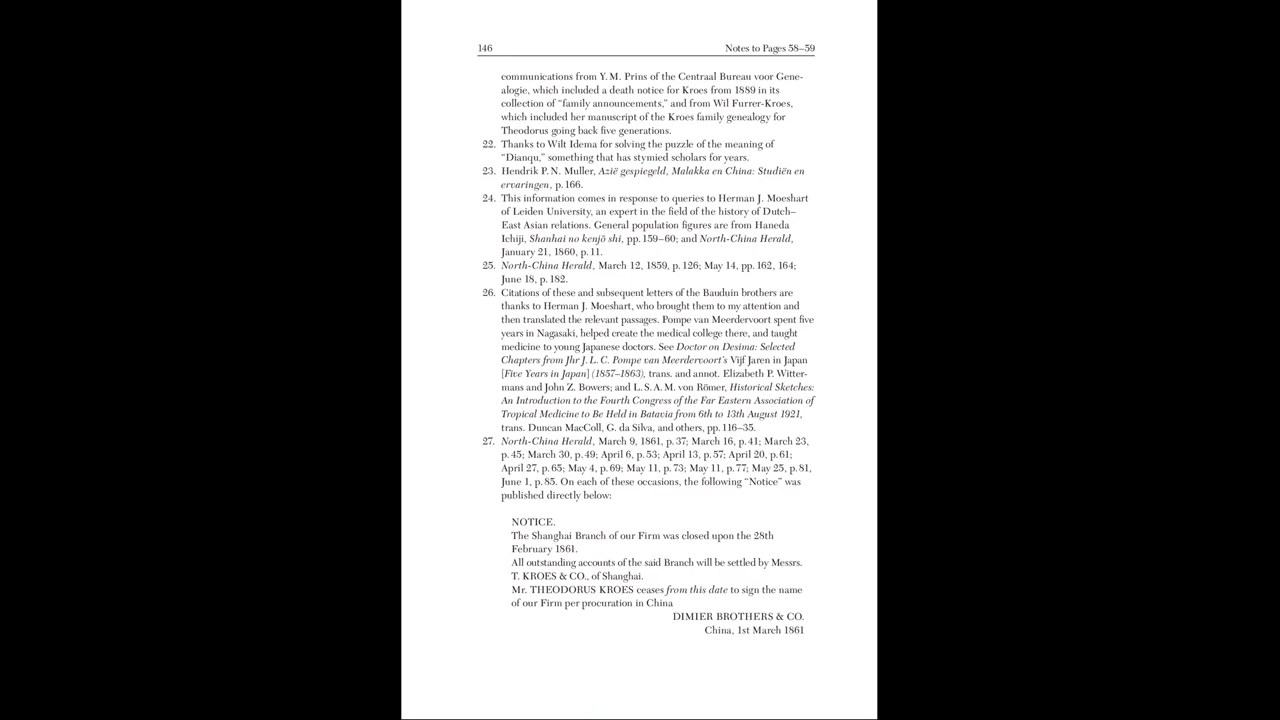 146 Notes to Pages 58–59
communications from Y. M. Prins of the Centraal Bureau voor Gene-
alogie, which included a death notice for Kroes from 1889 in its
collection of “family announcements,” and from Wil Furrer-Kroes,
which included her manuscript of the Kroes family genealogy for
Theodorus going back five generations.
22. Thanks to Wilt Idema for solving the puzzle of the meaning of
“Dianqu,” something that has stymied scholars for years.
23. Hendrik P. N. Muller, Azië gespiegeld, Malakka en China: Studiën en
ervaringen, p. 166.
24. This information comes in response to queries to Herman J. Moeshart
of Leiden University, an expert in the field of the history of Dutch–
East Asian relations. General population figures are from Haneda
Ichiji, Shanhai no kenjō shi, pp. 159–60; and North-China Herald,
January 21, 1860, p. 11.
25. North-China Herald, March 12, 1859, p. 126; May 14, pp. 162, 164;
June 18, p. 182.
26. Citations of these and subsequent letters of the Bauduin brothers are
thanks to Herman J. Moeshart, who brought them to my attention and
then translated the relevant passages. Pompe van Meerdervoort spent five
years in Nagasaki, helped create the medical college there, and taught
medicine to young Japanese doctors. See Doctor on Desima: Selected
Chapters from Jhr J. L. C. Pompe van Meerdervoort’s Vijf Jaren in Japan
[Five Years in Japan] (1857–1863), trans. and annot. Elizabeth P. Witter-
mans and John Z. Bowers; and L. S. A. M. von Römer, Historical Sketches:
An Introduction to the Fourth Congress of the Far Eastern Association of
Tropical Medicine to Be Held in Batavia from 6th to 13th August 1921,
trans. Duncan MacColl, G. da Silva, and others, pp. 116–35.
27. North-China Herald, March 9, 1861, p. 37; March 16, p. 41; March 23,
p. 45; March 30, p. 49; April 6, p. 53; April 13, p. 57; April 20, p. 61;
April 27, p. 65; May 4, p. 69; May 11, p. 73; May 11, p. 77; May 25, p. 81,
June 1, p. 85. On each of these occasions, the following “Notice” was
published directly below:
NOTICE.
The Shanghai Branch of our Firm was closed upon the 28th
February 1861.
All outstanding accounts of the said Branch will be settled by Messrs.
T. KROES & CO., of Shanghai.
Mr. THEODORUS KROES ceases from this date to sign the name
of our Firm per procuration in China
DIMIER BROTHERS & CO.
China, 1st March 1861